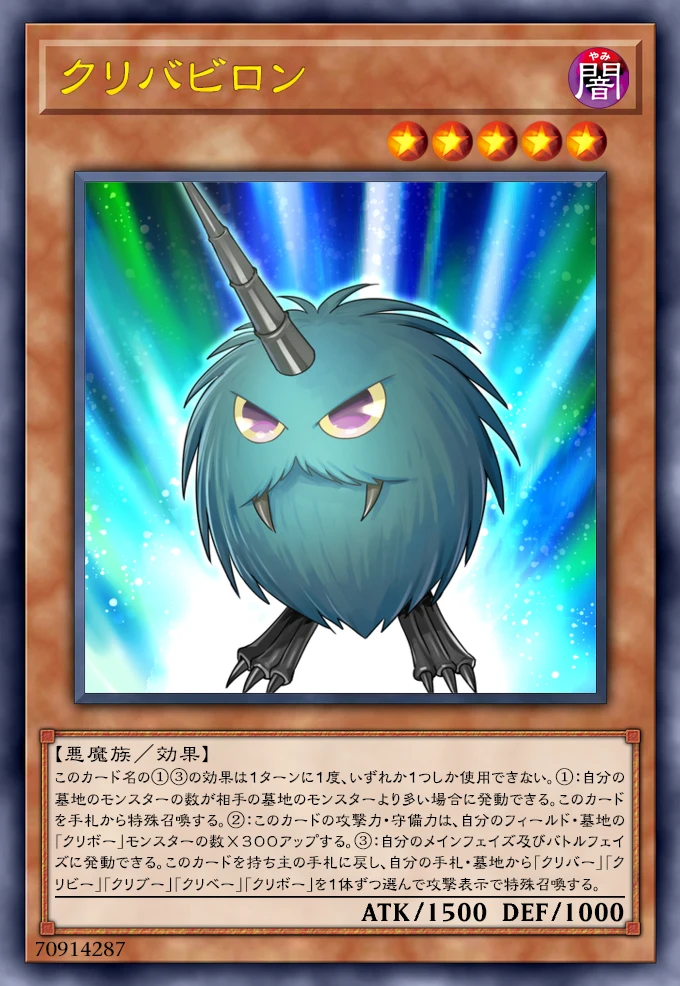 クリバビロン
やみ
闇
【悪魔族／効果】
このカード名の①③の効果は1ターンに1度、いずれか1つしか使用できない。①：自分の
墓地のモンスターの数が相手の墓地のモンスターより多い場合に発動できる。このカード
を手札から特殊召喚する。②：このカードの攻撃力・守備力は、自分のフィールド・墓地の
「クリボー」モンスターの数×300アップする。③：自分のメインフェイズ及びバトルフェイ
ズに発動できる。このカードを持ち主の手札に戻し、自分の手札・墓地から「クリバー」「ク
リビー」「クリブー」「クリベー」「クリボー」を1体ずつ選んで攻撃表示で特殊召喚する。
ATK/1500 DEF/1000
70914287